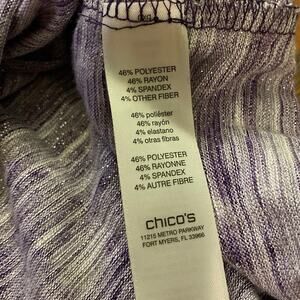 46% POLYESTER
46% RAYON
4% SPANDEX
4% OTHER FIBER
46% poliéster
46% rayón
4% elastano
4% otras fibras
46% POLYESTER
46% RAYONNE
4% SPANDEX
4% AUTRE FIBRE
chico's
11215 METRO PARKWAY
FORT MYERS, FL 33966